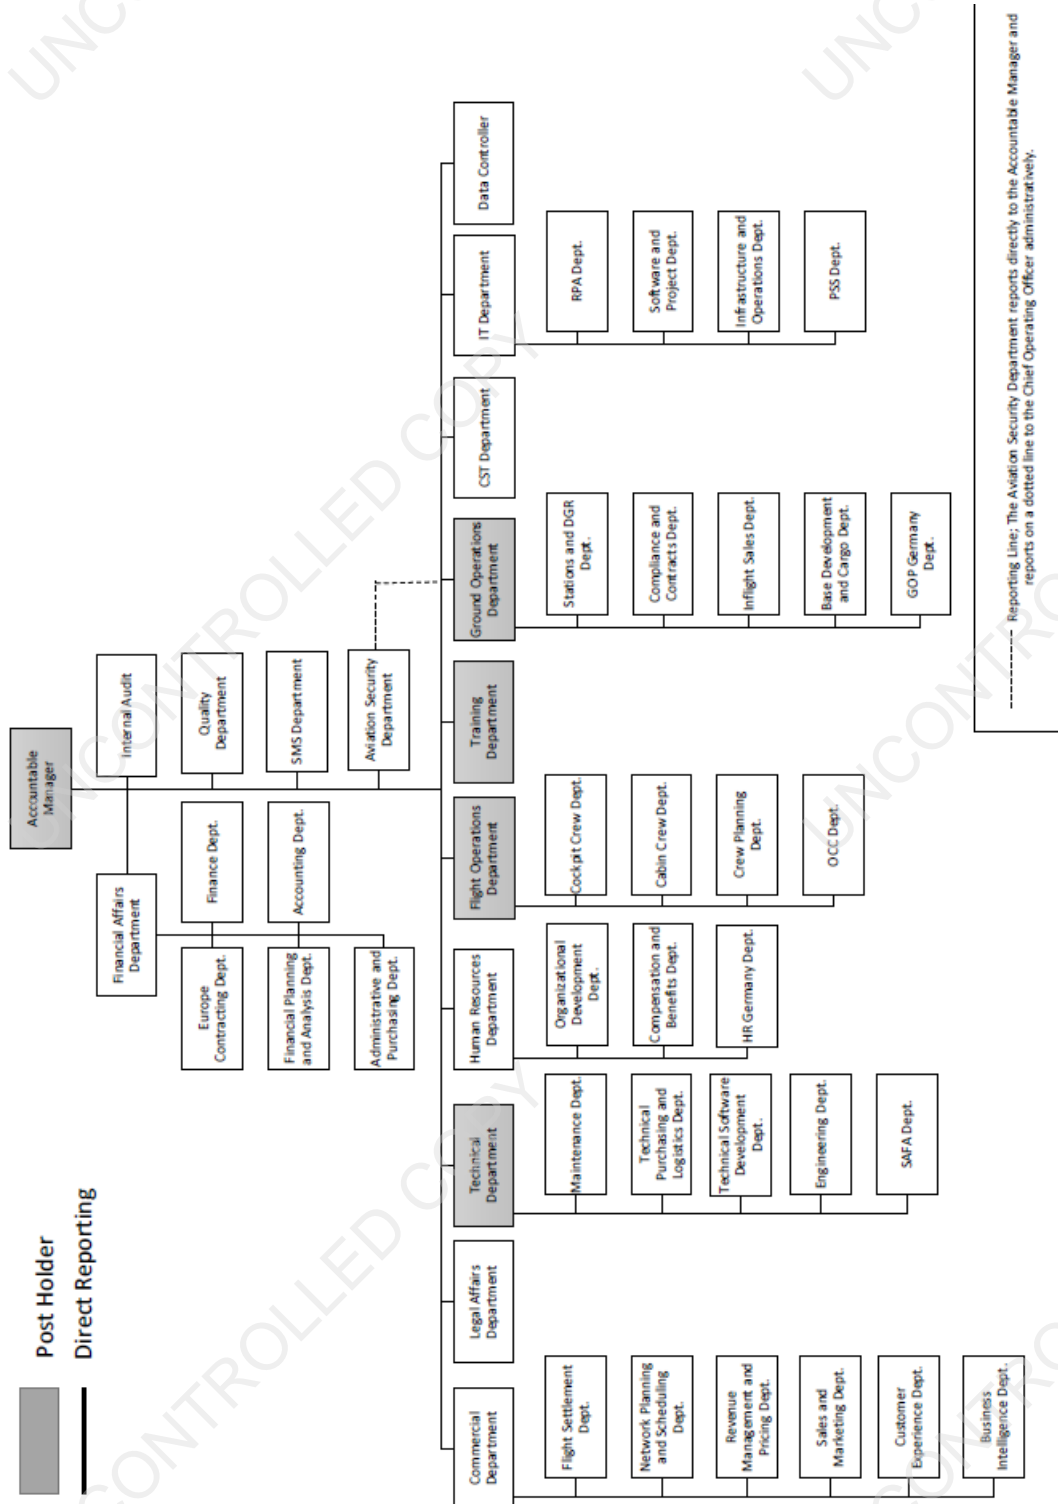 Post Holder
Direct Reporting
Accountable
Manager
Financial Affairs
Department
Internal Audit
Europe
Contracting Dept.
Finance Dept.
Quality
Department
Financial Planning
and Analysis Dept.
Accounting Dept.
SMS Department
Administrative and
Purchasing Dept.
Aviation Security
Department
Commercial
Department
Legal Affairs
Department
Technical
Department
Human Resources
Department
Flight Operations
Department
Training
Department
Ground Operations
Department
CST Department
IT Department
Data Controller
Flight Settlement
Dept.
Network Planning
and Scheduling
Dept.
Revenue
Management and
Pricing Dept.
Sales and
Marketing Dept.
Customer
Experience Dept.
Business
Intelligence Dept.
Maintenance Dept.
Technical
Purchasing and
Logistics Dept.
Technical Software
Development
Dept.
Engineering Dept.
SAFA Dept.
Organizational
Development
Dept.
Compensation and
Benefits Dept.
HR Germany Dept.
Cockpit Crew Dept.
Cabin Crew Dept.
Crew Planning
Dept.
OCC Dept.
Stations and DGR
Dept.
Compliance and
Contracts Dept.
Inflight Sales Dept.
Base Development
and Cargo Dept.
GOP Germany
Dept.
RPA Dept.
Software and
Project Dept.
Infrastructure and
Operations Dept.
PSS Dept.
Reporting Line; The Aviation Security Department reports directly to the Accountable Manager and
reports on a dotted line to the Chief Operating Officer administratively.
UNCONTROLLED COPY
UNCONTROLLED COPY